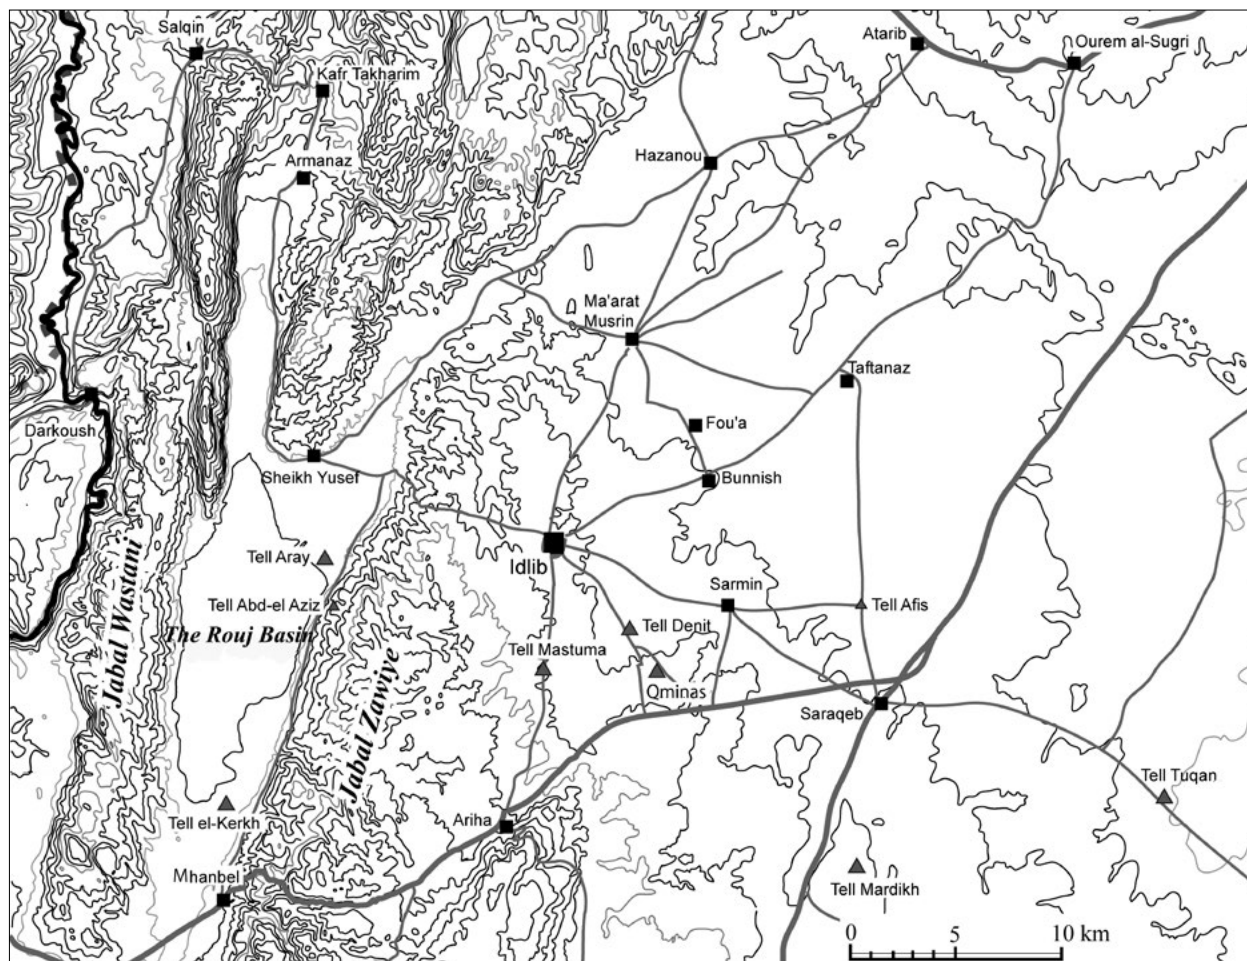 Salqin
Atarib
Ourem al-Sugri
Kafr Takharim
Armanaz
Hazanou
Ma'arat
Musrin
Taftanaz
Darkoush
Fou'a
Sheikh Yusef
Bunnish
Tell Aray
Idlib
Sarmin
Tell Abd-el Aziz
Tell Afis
The Rouj Basin
Tell Denit
Jabal Wastani
Tell Mastuma
Jabal Zawiye
Qminas
Saraqeb
Tell Tuqan
Tell el-Kerkh
Ariha
Mhanbel
Tell Mardikh
0 5 10 km